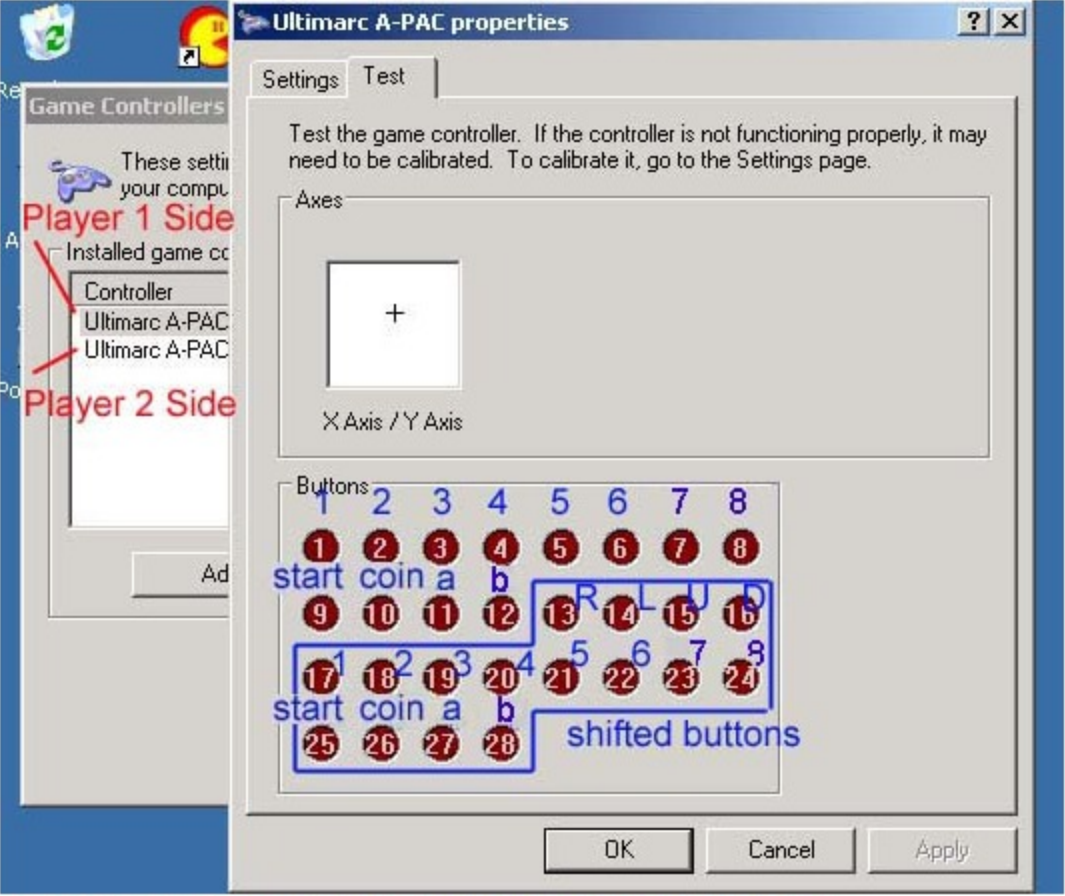 Ultimarc A-PAC properties
Settings
Test
Game Controllers
These setti
your compu
Player 1 Side
Installed game co
Controller
Ultimarc A-PAC
Ultimarc A-PAC
Player 2 Side
Ad
Test the game controller. If the controller is not functioning properly, it may
need to be calibrated. To calibrate it, go to the Settings page.
Axes
X Axis / Y Axis
Buttons
1 2 3 4 5 6 7 8
1 2 3 4 5 6 7 8
start coin a b
R L U D
9 10 11 12 13 14 15 16
1 2 3 4 5 6 7 8
17 18 19 20 21 22 23 24
start coin a b
shifted buttons
25 26 27 28
OK
Cancel
Apply